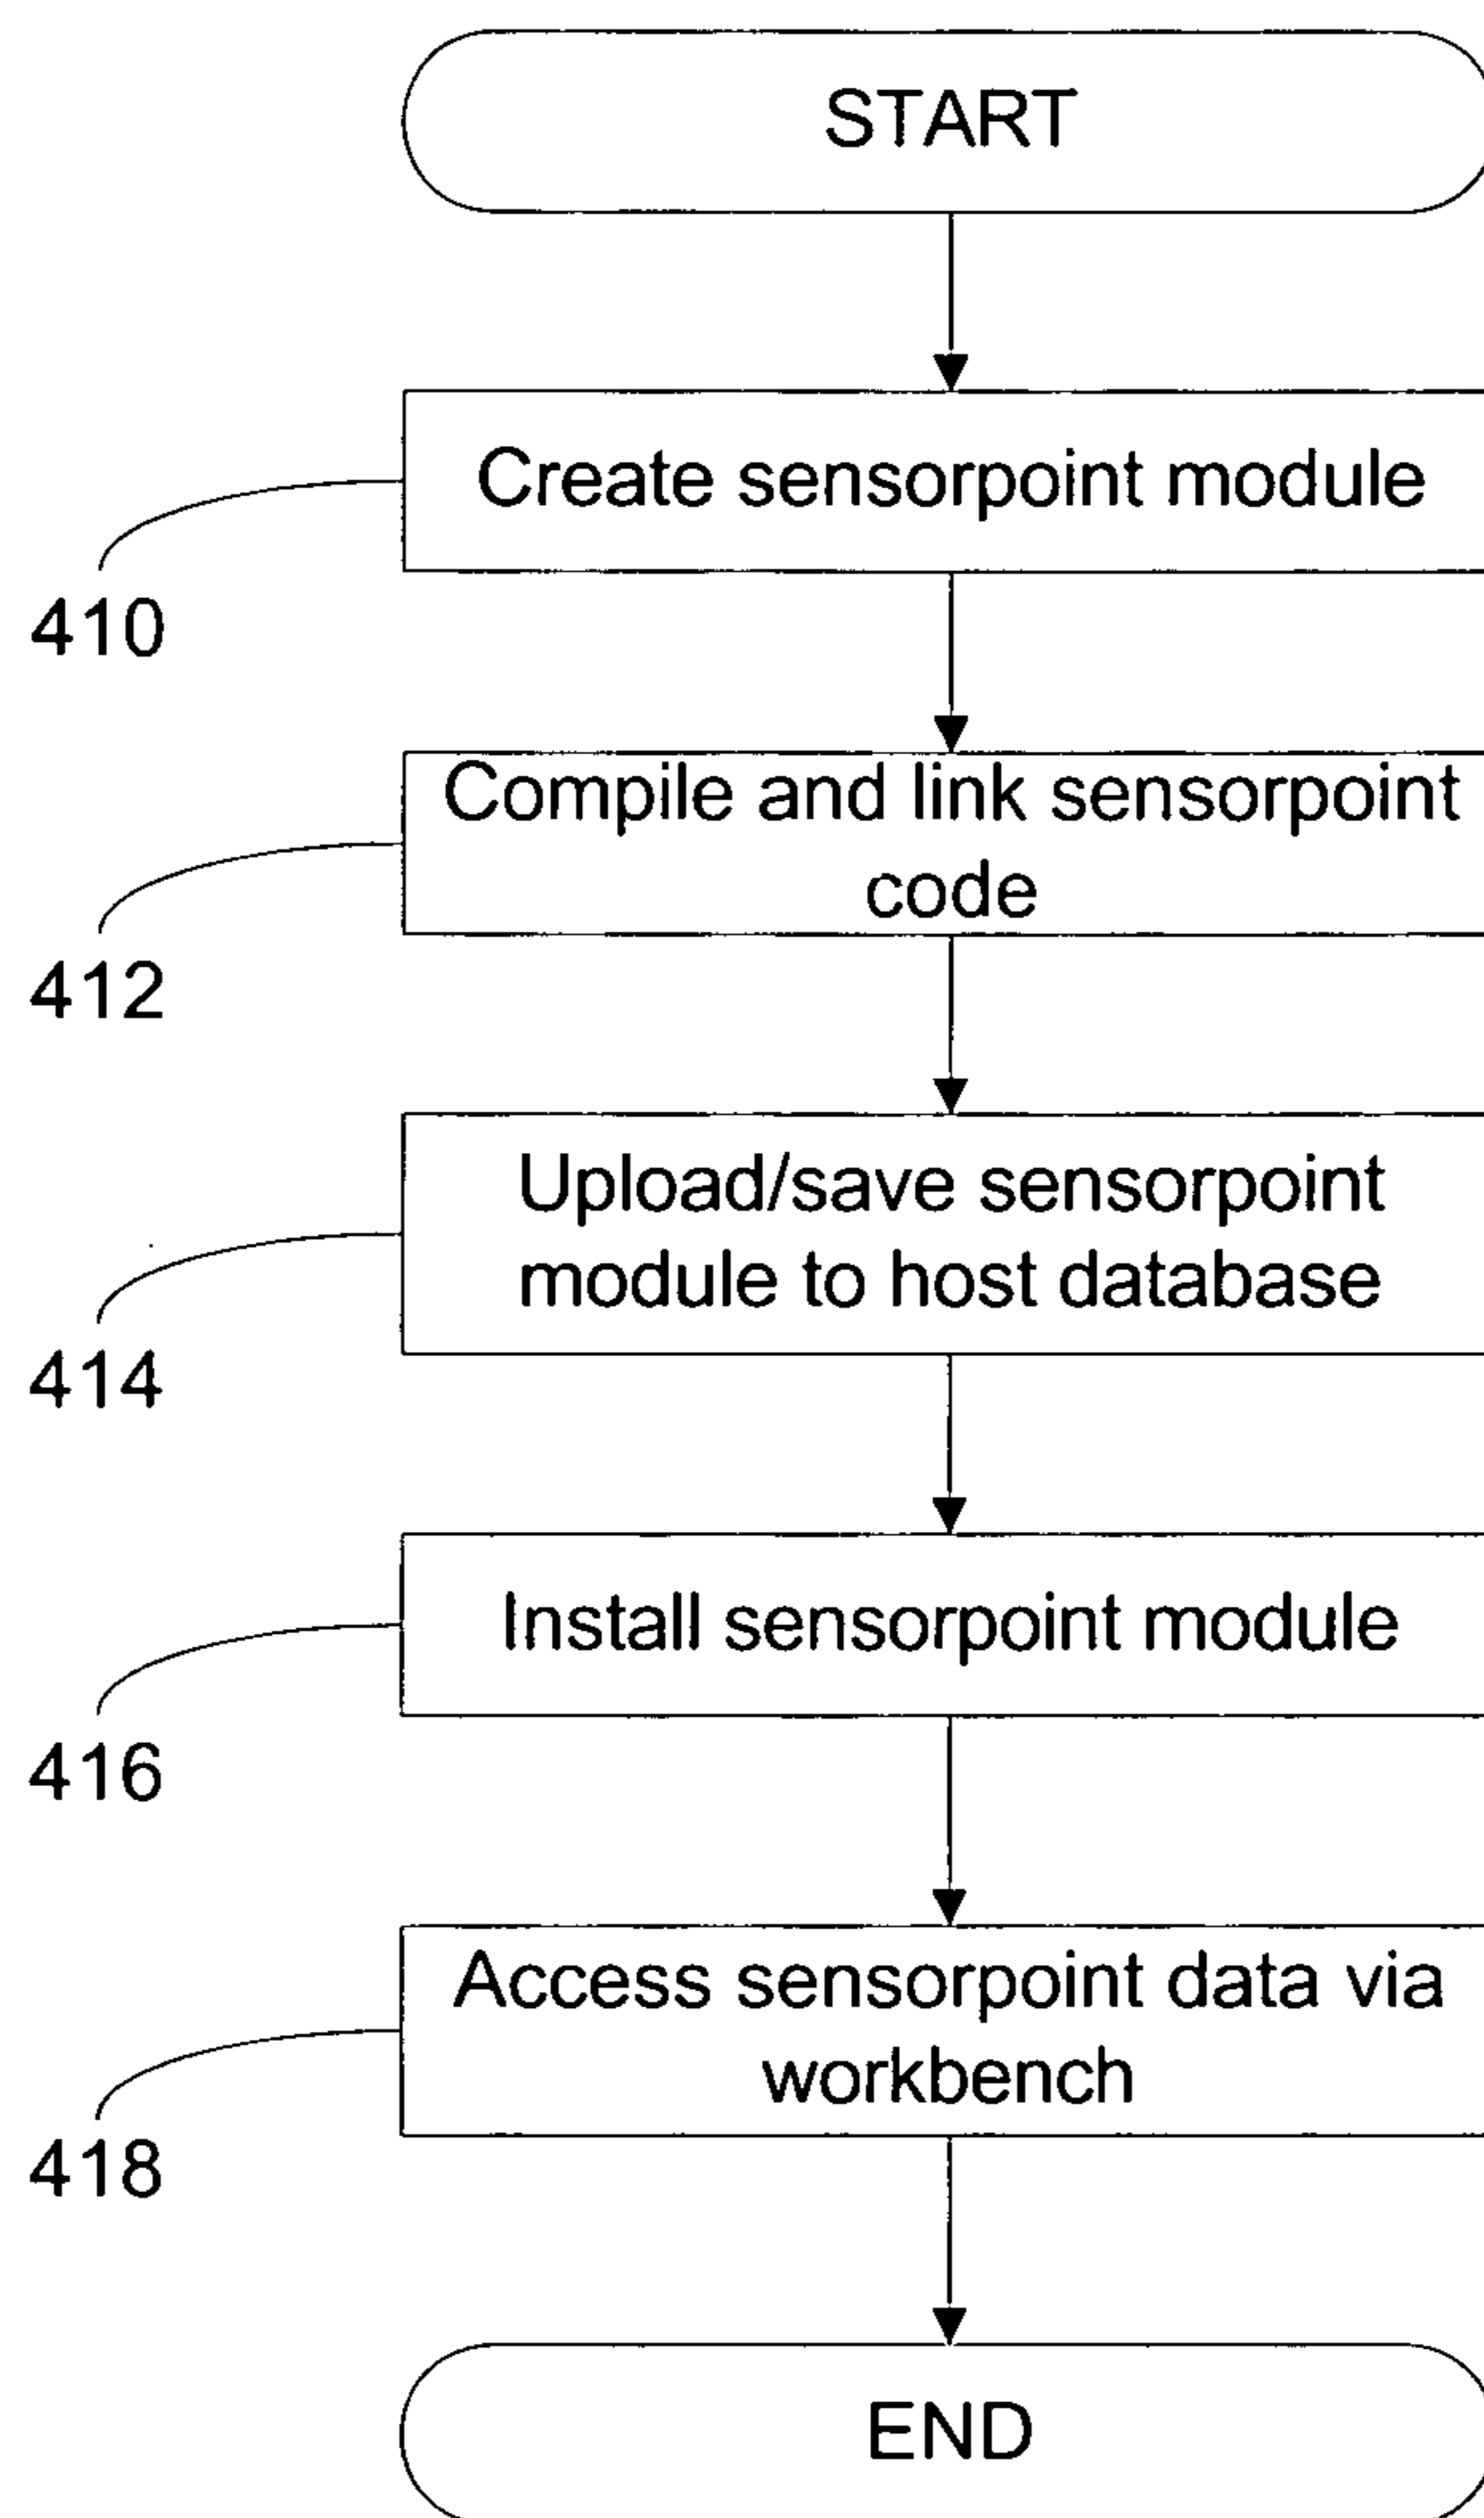 START
Create sensorpoint module
410
Compile and link sensorpoint
code
412
Upload/save sensorpoint
module to host database
414
Install sensorpoint module
416
Access sensorpoint data via
workbench
418
END